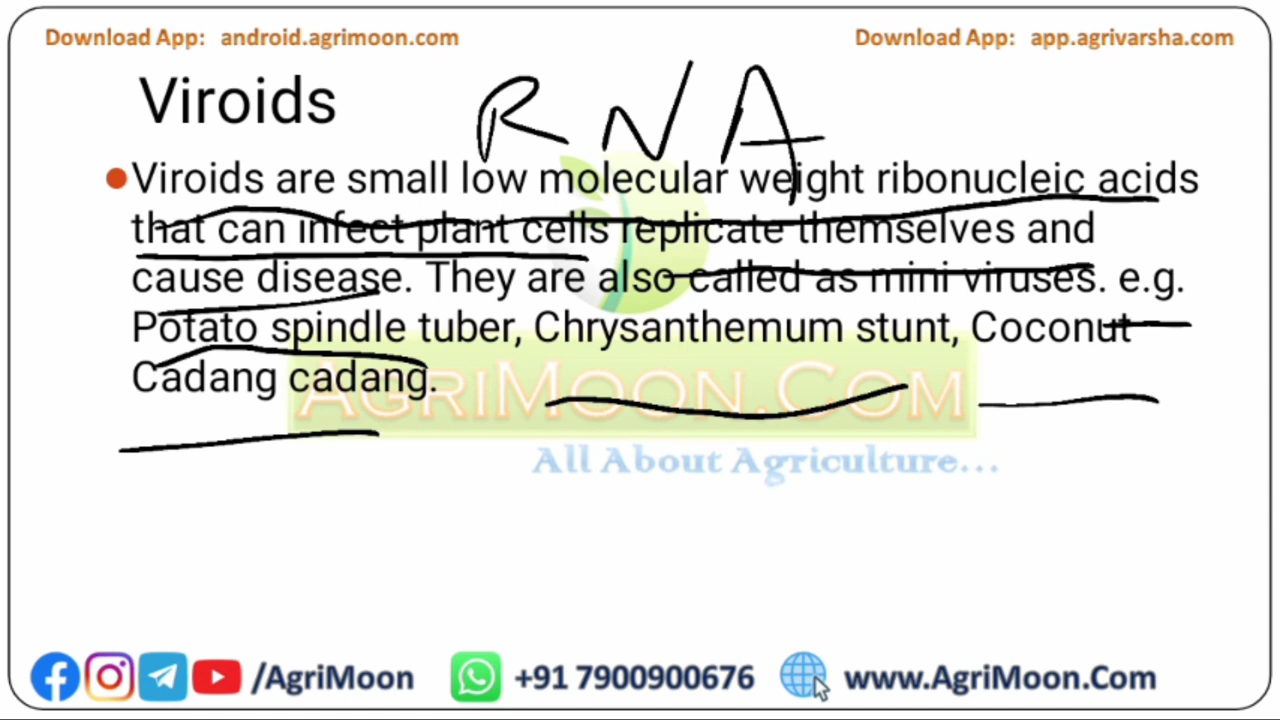 Download App: android.agrimoon.com
Download App: app.agrivarsha.com
Viroids
RNA
Viroids are small low molecular weight ribonucleic acids
that can infect plant cells replicate themselves and
cause disease. They are also called as mini viruses. e.g.
Potato spindle tuber, Chrysanthemum stunt, Coconut
Cadang cadang.
AGRIMOON.COM
All About Agriculture...
/AgriMoon
+91 7900900676
www.AgriMoon.Com